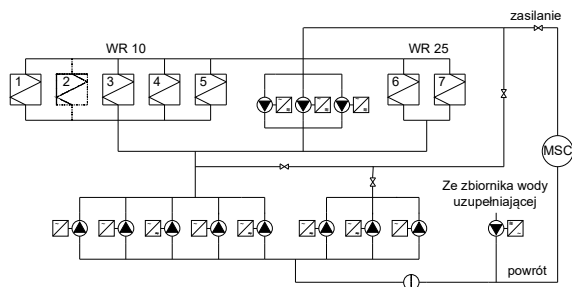 zasilanie
WR 10
WR 25
1
2
3
4
5
6
7
MSC
Ze zbiornika wody
uzupełniającej
powrót